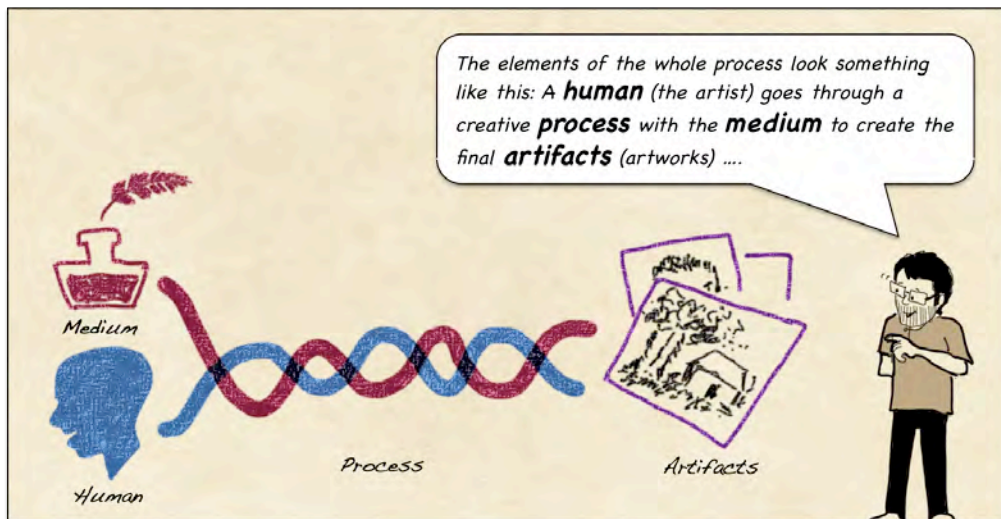 The elements of the whole process look something
like this: A human (the artist) goes through a
creative process with the medium to create the
final artifacts (artworks) ....
Medium
Human
Process
Artifacts